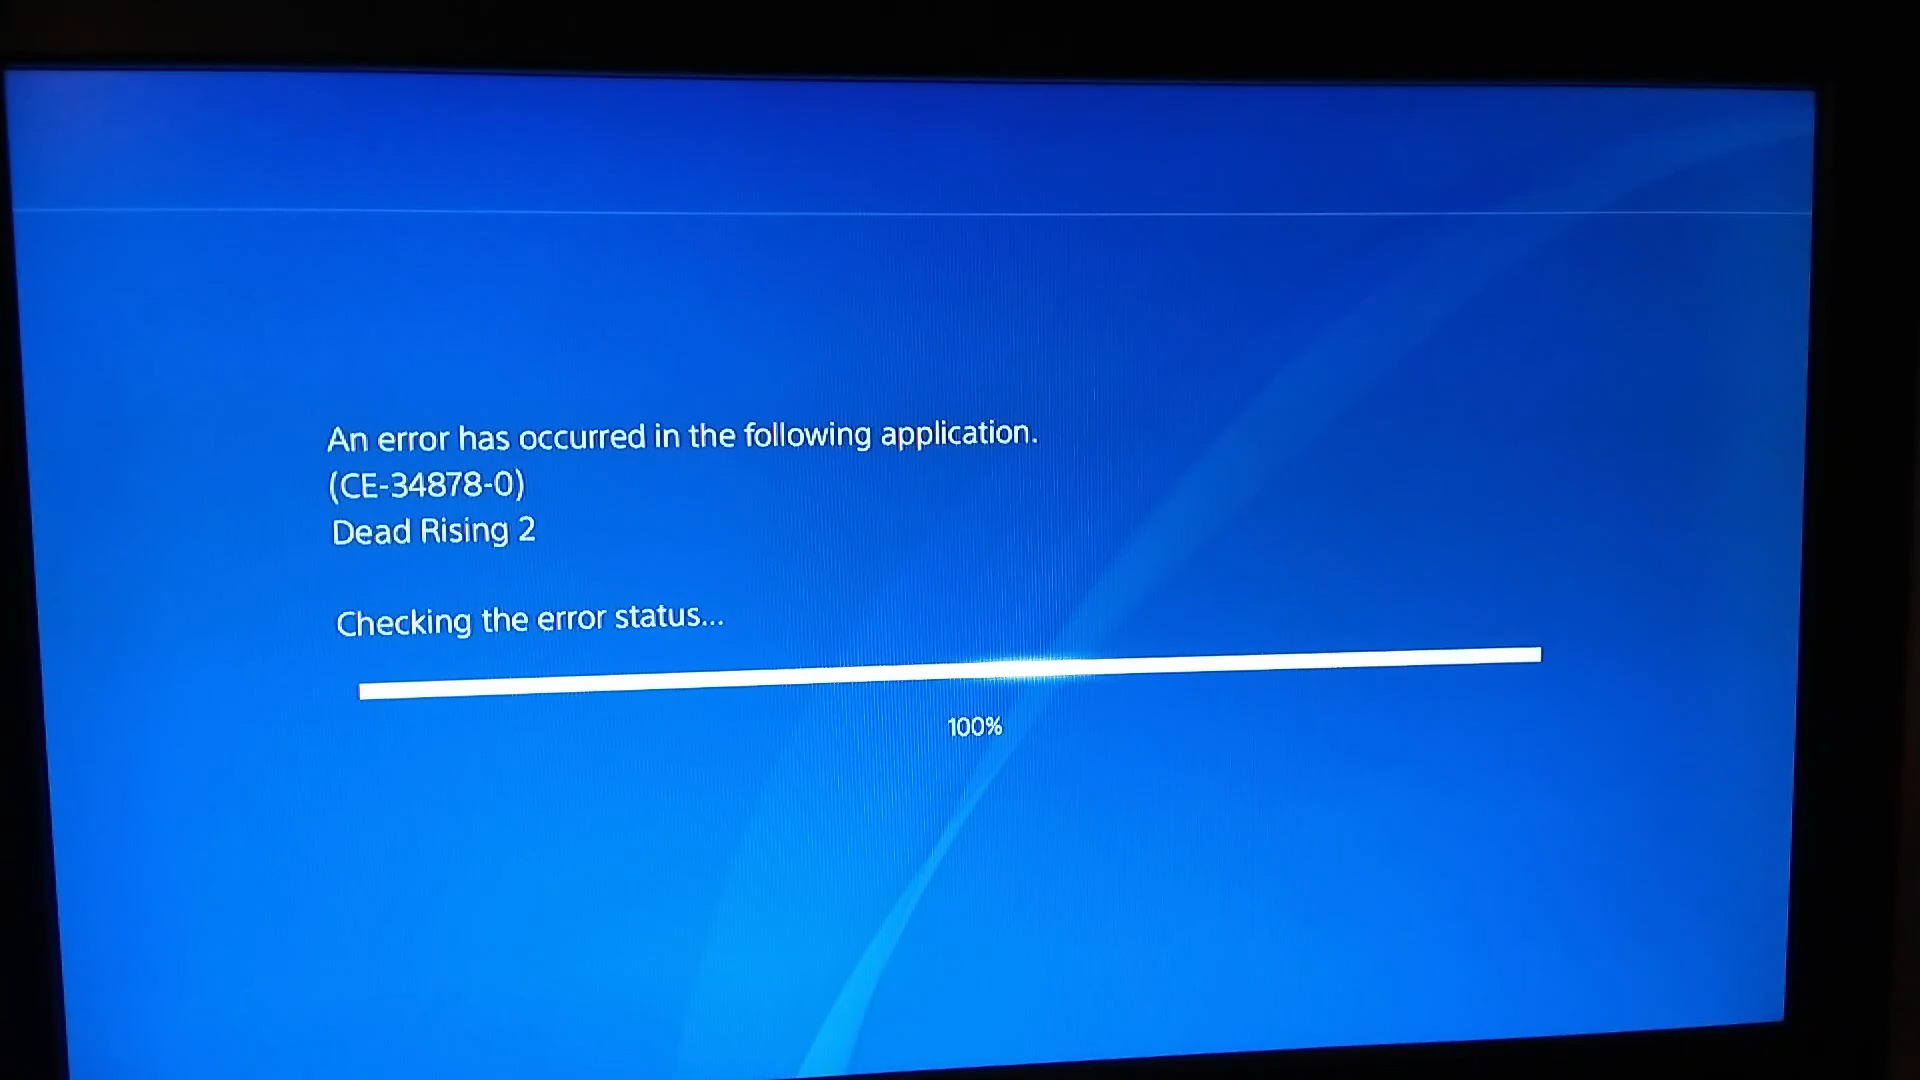 An error has occurred in the following application.
(CE-34878-0)
Dead Rising 2
Checking the error status...
100%